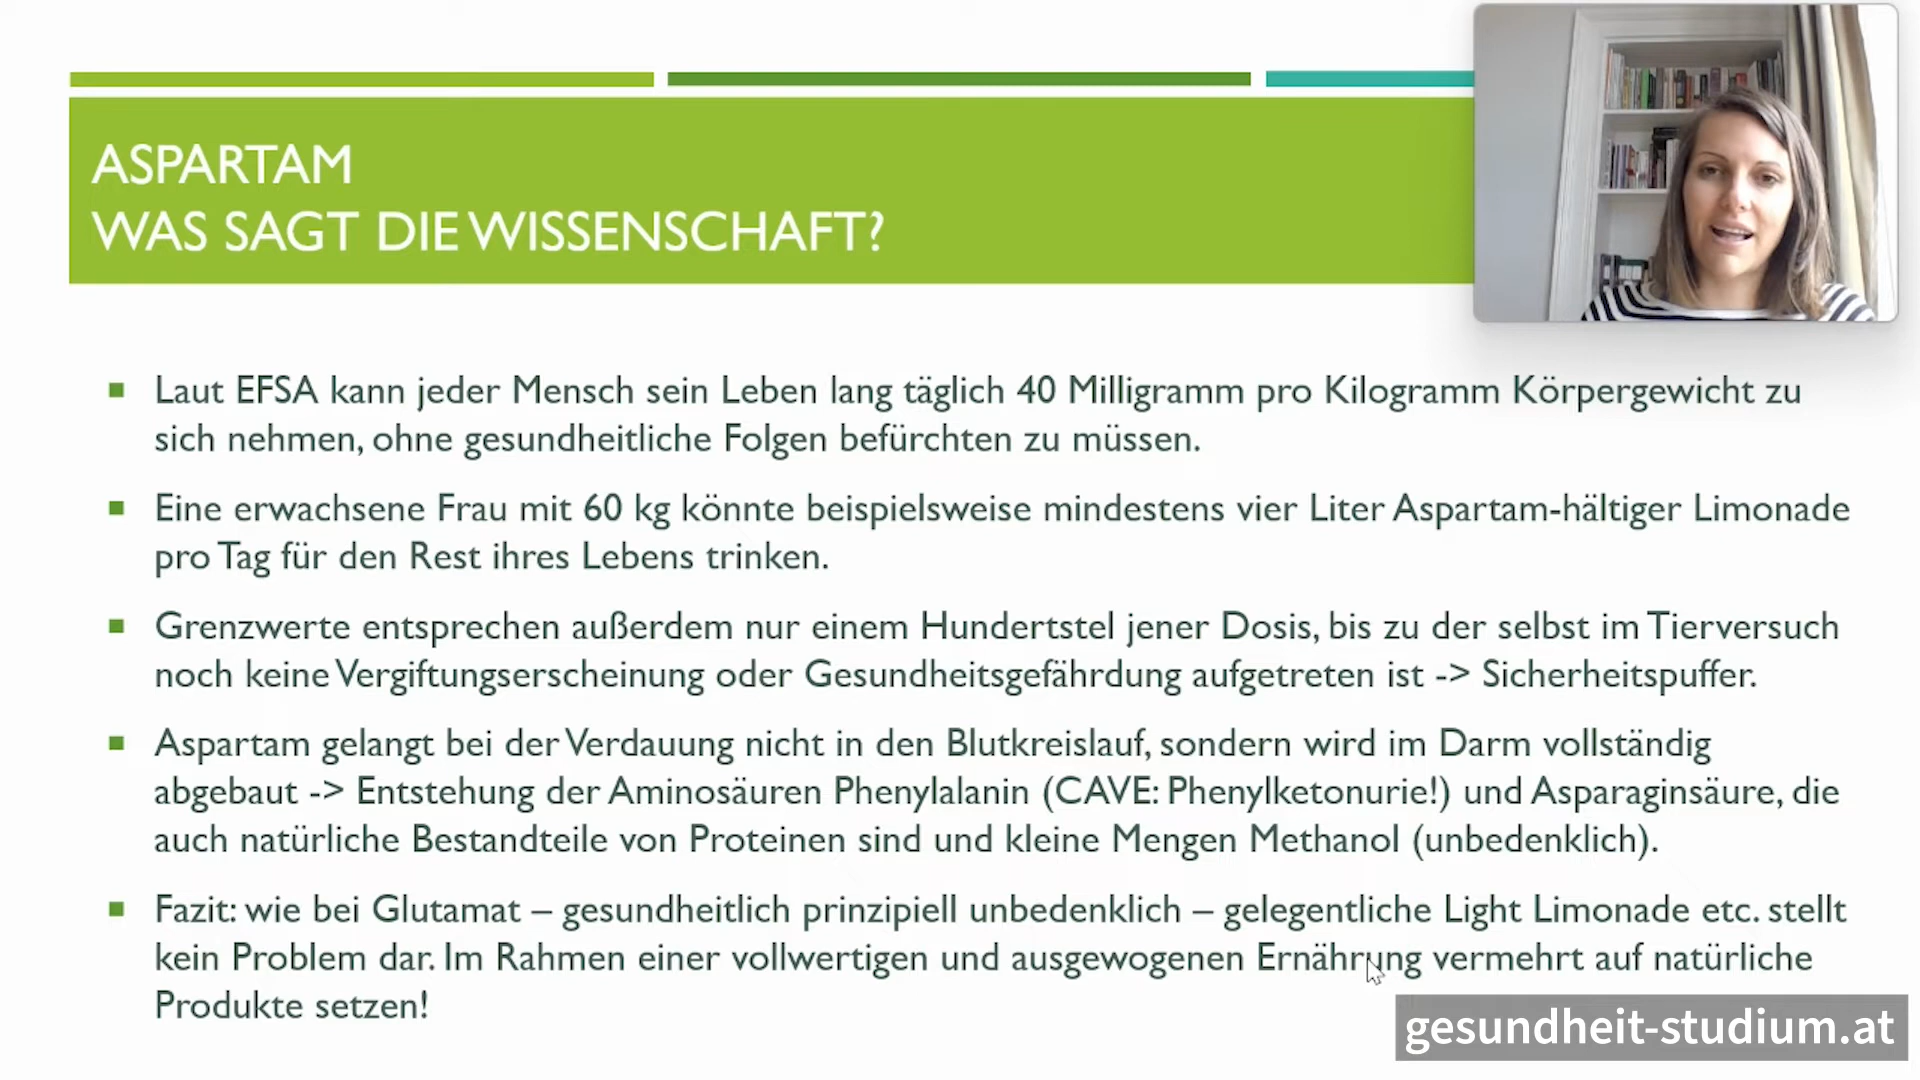 ASPARTAM
WAS SAGT DIE WISSENSCHAFT?
Laut EFSA kann jeder Mensch sein Leben lang täglich 40 Milligramm pro Kilogramm Körpergewicht zu
sich nehmen, ohne gesundheitliche Folgen befürchten zu müssen.
Eine erwachsene Frau mit 60 kg könnte beispielsweise mindestens vier Liter Aspartam-hältiger Limonade
pro Tag für den Rest ihres Lebens trinken.
Grenzwerte entsprechen außerdem nur einem Hundertstel jener Dosis, bis zu der selbst im Tierversuch
noch keine Vergiftungserscheinung oder Gesundheitsgefährdung aufgetreten ist -> Sicherheitspuffer.
Aspartam gelangt bei der Verdauung nicht in den Blutkreislauf, sondern wird im Darm vollständig
abgebaut -> Entstehung der Aminosäuren Phenylalanin (CAVE: Phenylketonurie!) und Asparaginsäure, die
auch natürliche Bestandteile von Proteinen sind und kleine Mengen Methanol (unbedenklich).
Fazit: wie bei Glutamat – gesundheitlich prinzipiell unbedenklich – gelegentliche Light Limonade etc. stellt
kein Problem dar. Im Rahmen einer vollwertigen und ausgewogenen Ernährung vermehrt auf natürliche
Produkte setzen!
gesundheit-studium.at